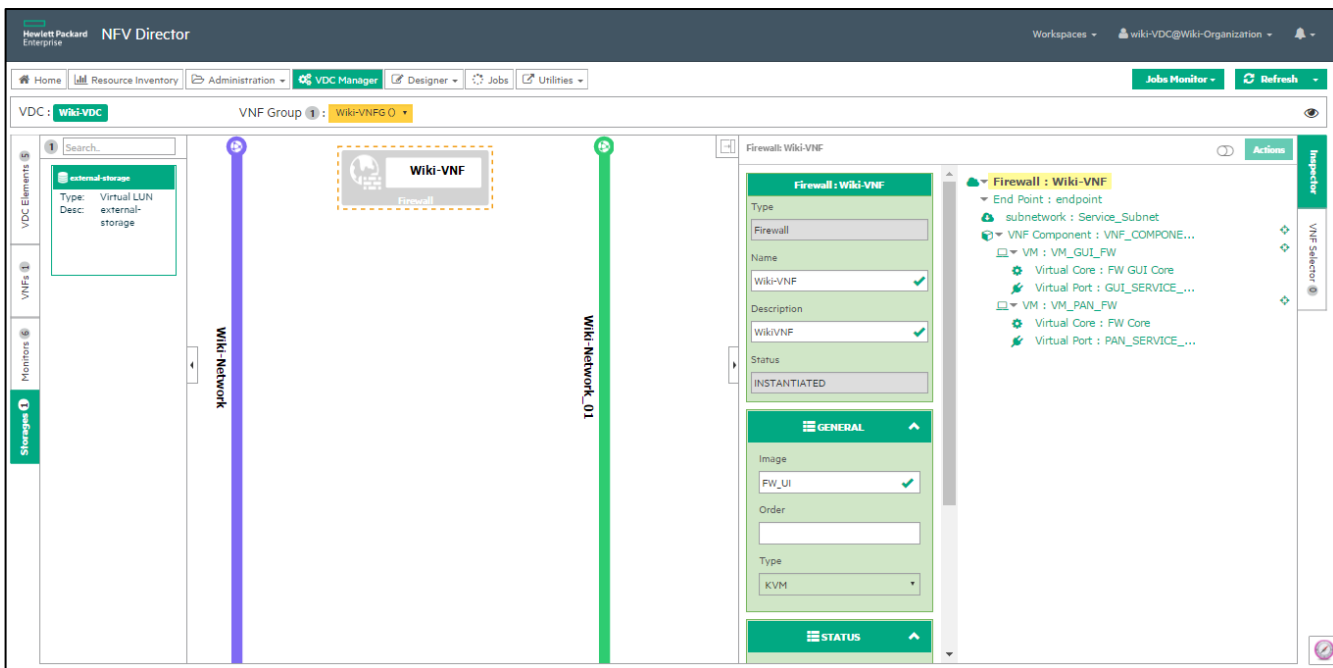 Hewlett Packard
Enterprise
NFV Director
Workspaces
wiki-VDC@Wiki-Organization
Home
Resource Inventory
Administration
VDC Manager
Designer
Jobs
Utilities
Jobs Monitor
Refresh
VDC :
Wiki-VDC
VNF Group 1 :
Wiki-VNFG ()
VDC Elements 5
VNFs 1
Monitors 6
Storages 1
1
Search..
external-storage
Type: Virtual LUN
Desc: external-
storage
Wiki-Network
Wiki-VNF
Firewall
Wiki-Network_01
Firewall: Wiki-VNF
Actions
Firewall : Wiki-VNF
Type
Firewall
Name
Wiki-VNF
Description
WikiVNF
Status
INSTANTIATED
GENERAL
Image
FW_UI
Order
Type
KVM
STATUS
Firewall : Wiki-VNF
End Point : endpoint
subnetwork : Service_Subnet
VNF Component : VNF_COMPONE...
VM : VM_GUI_FW
Virtual Core : FW GUI Core
Virtual Port : GUI_SERVICE_...
VM : VM_PAN_FW
Virtual Core : FW Core
Virtual Port : PAN_SERVICE_...
Inspector
VNF Selector 0